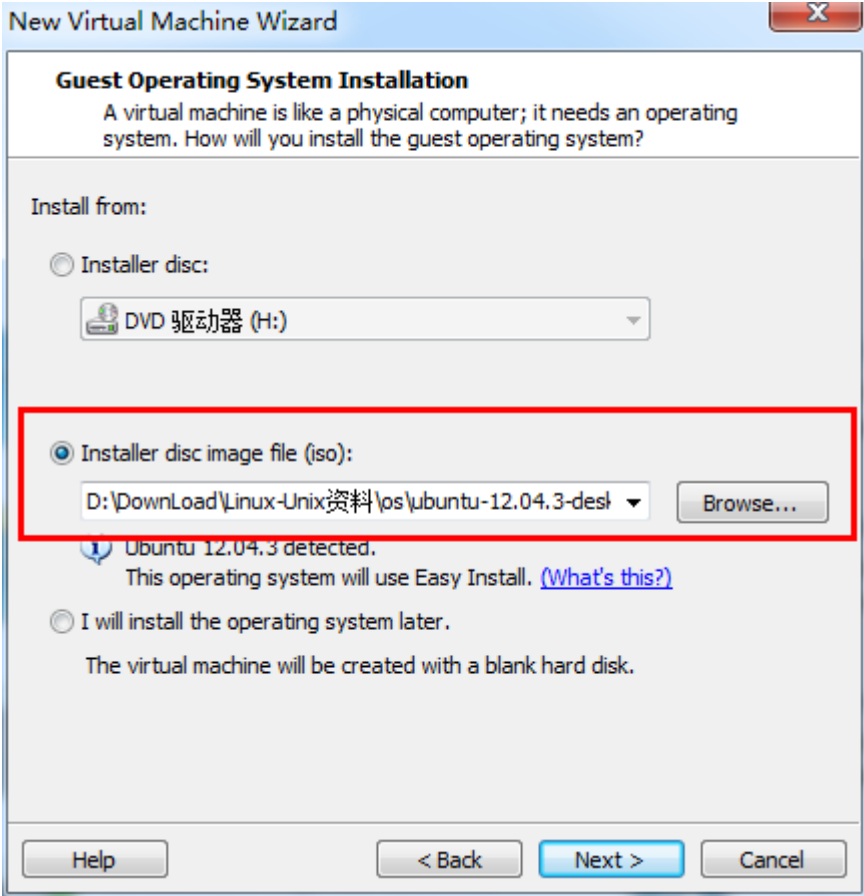 New Virtual Machine Wizard
Guest Operating System Installation
A virtual machine is like a physical computer; it needs an operating
system. How will you install the guest operating system?
Install from:
Installer disc:
DVD 驱动器 (H:)
Installer disc image file (iso):
D:\DownLoad\Linux-Unix资料\os\ubuntu-12.04.3-desk
Browse...
Ubuntu 12.04.3 detected.
This operating system will use Easy Install. (What's this?)
I will install the operating system later.
The virtual machine will be created with a blank hard disk.
Help < Back Next > Cancel